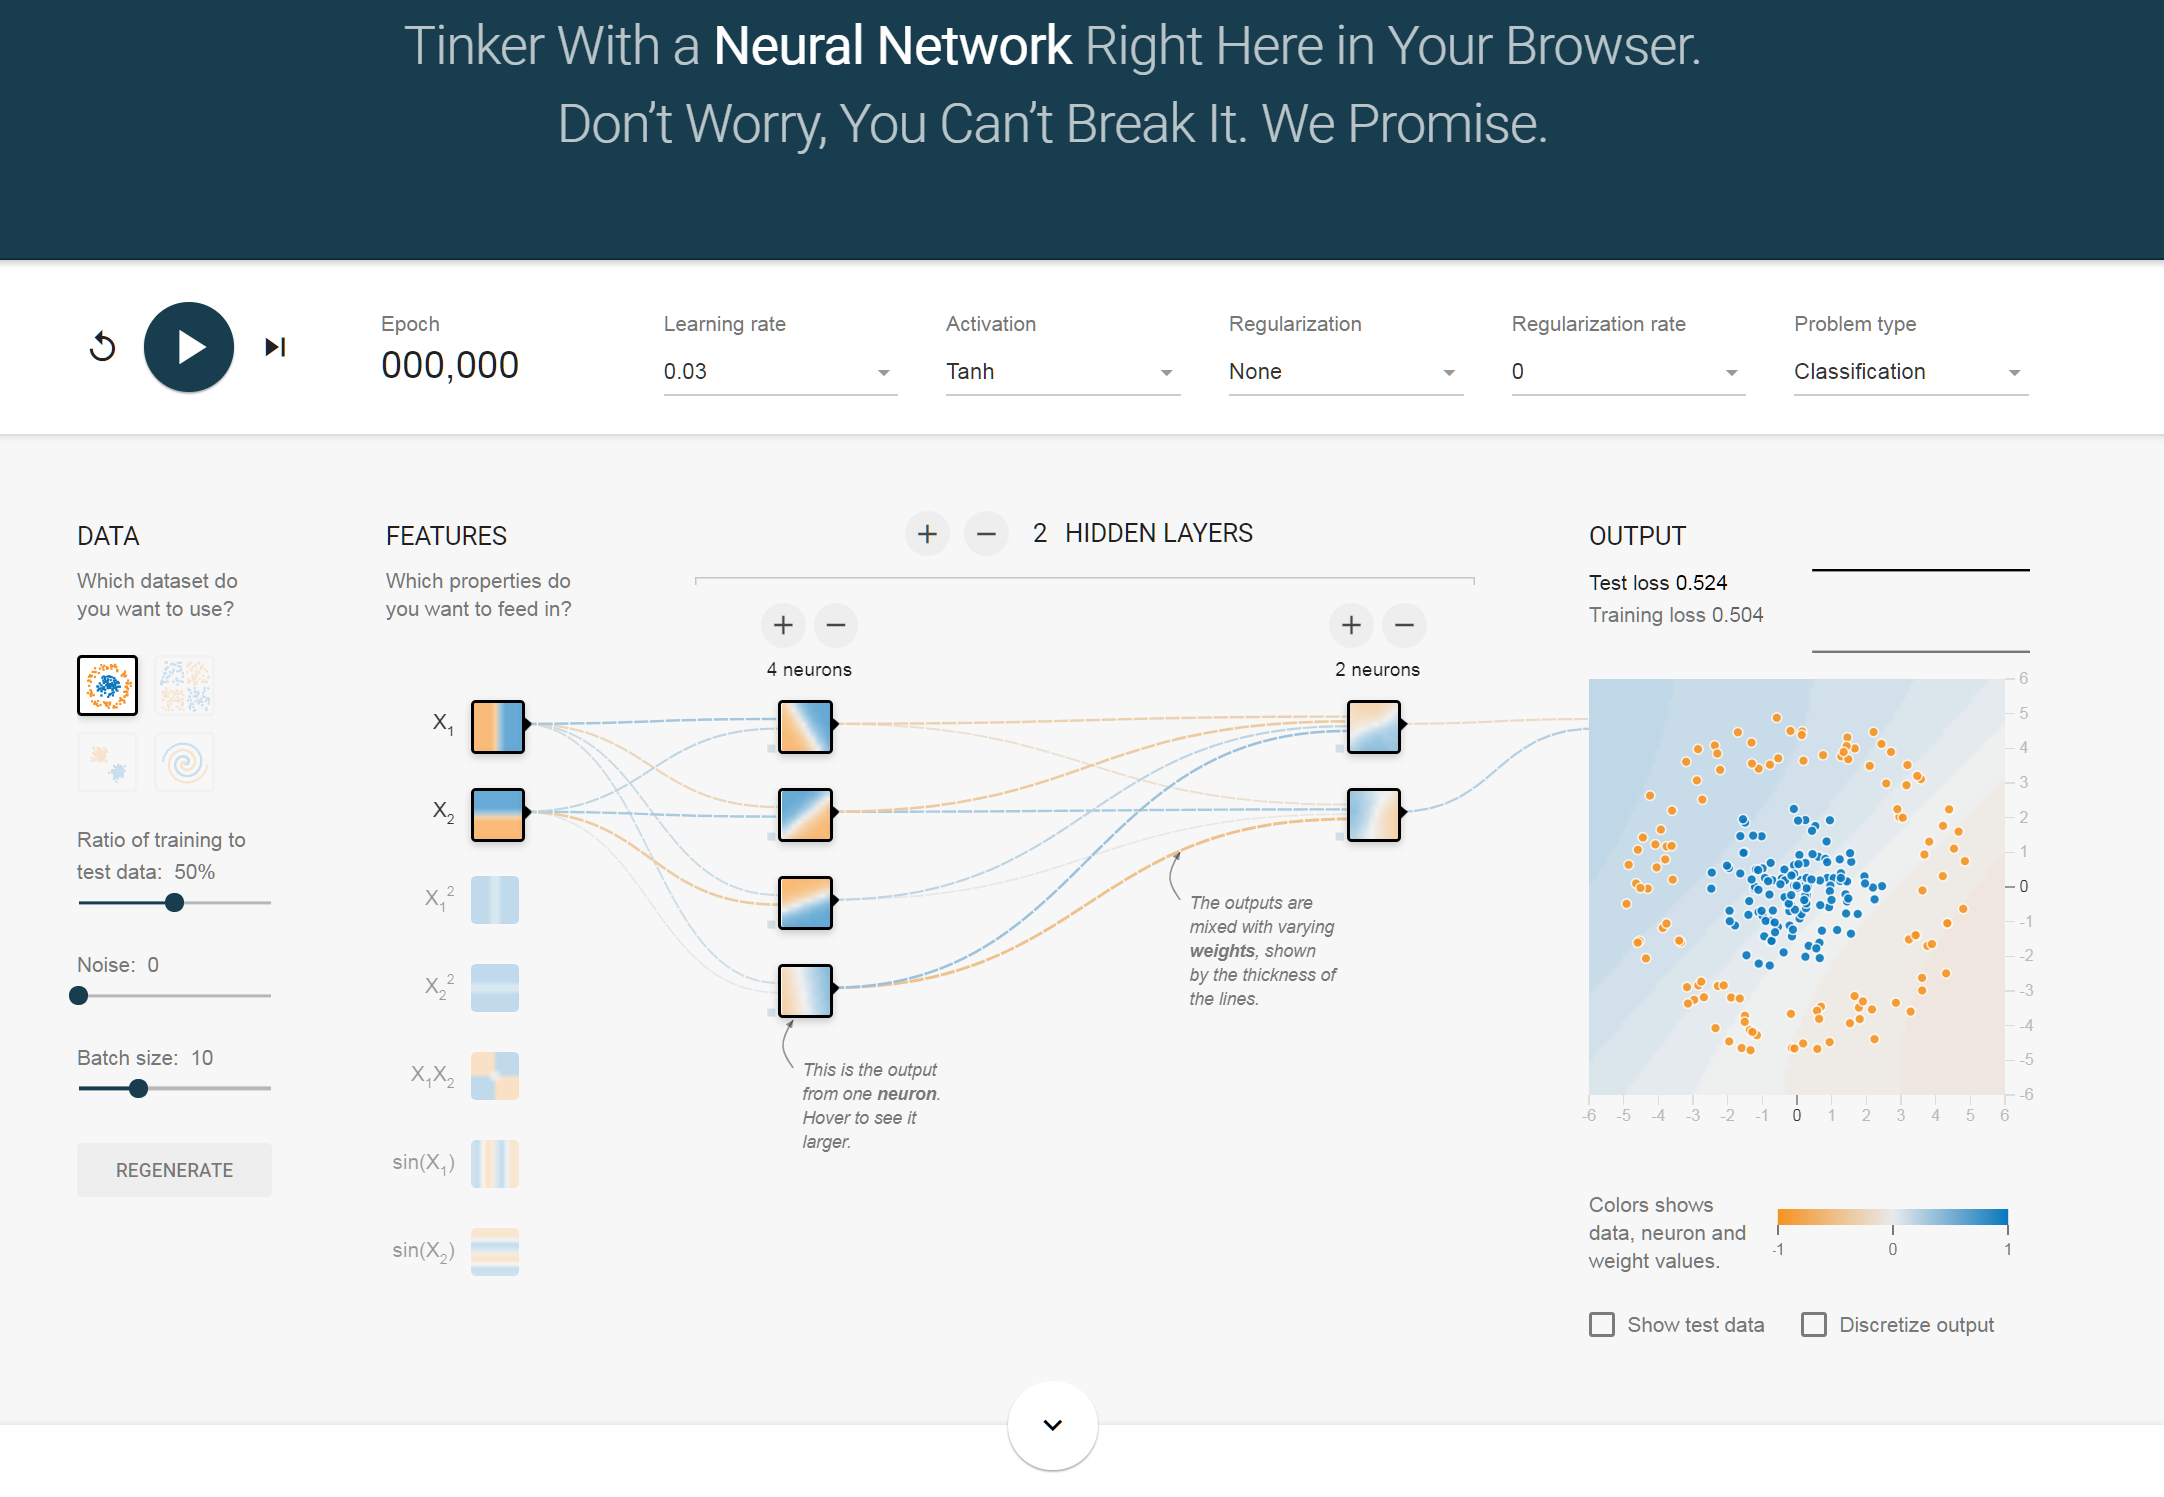 Tinker With a Neural Network Right Here in Your Browser.
Don’t Worry, You Can’t Break It. We Promise.
Epoch
000,000
Learning rate
0.03
Activation
Tanh
Regularization
None
Regularization rate
0
Problem type
Classification
DATA
Which dataset do
you want to use?
Ratio of training to
test data: 50%
Noise: 0
Batch size: 10
REGENERATE
FEATURES
Which properties do
you want to feed in?
X1
X2
X1^2
X2^2
X1X2
sin(X1)
sin(X2)
2 HIDDEN LAYERS
4 neurons
2 neurons
This is the output
from one neuron.
Hover to see it
larger.
The outputs are
mixed with varying
weights, shown
by the thickness of
the lines.
OUTPUT
Test loss 0.524
Training loss 0.504
6
5
4
3
2
1
0
-1
-2
-3
-4
-5
-6
-6 -5 -4 -3 -2 -1 0 1 2 3 4 5 6
Colors shows
data, neuron and
weight values.
-1 0 1
Show test data
Discretize output